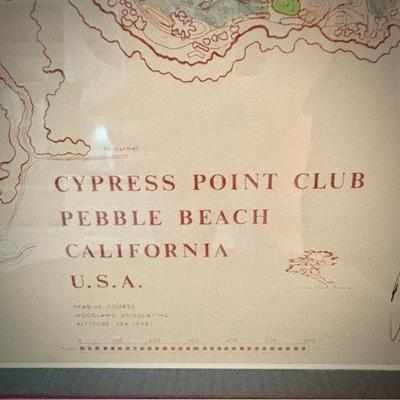 to carmel
CYPRESS POINT CLUB
PEBBLE BEACH
CALIFORNIA
U.S.A.
SEASIDE COURSE
WOODLAND UNDULATING
ALTITUDE SEA LEVEL